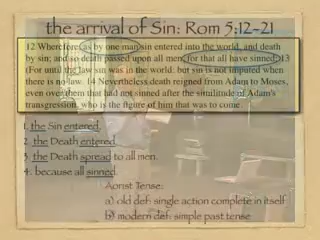 the arrival of Sin: Rom 5:12-21
12 Wherefore, as by one man sin entered into the world, and death
by sin; and so death passed upon all men, for that all have sinned: 13
(For until the law sin was in the world: but sin is not imputed when
there is no law. 14 Nevertheless death reigned from Adam to Moses,
even over them that had not sinned after the similitude of Adam's
transgression, who is the figure of him that was to come.
1. the Sin entered.
2. the Death entered.
3. the Death spread to all men.
4. because all sinned.
Aorist Tense:
a) old def: single action complete in itself
b) modern def: simple past tense